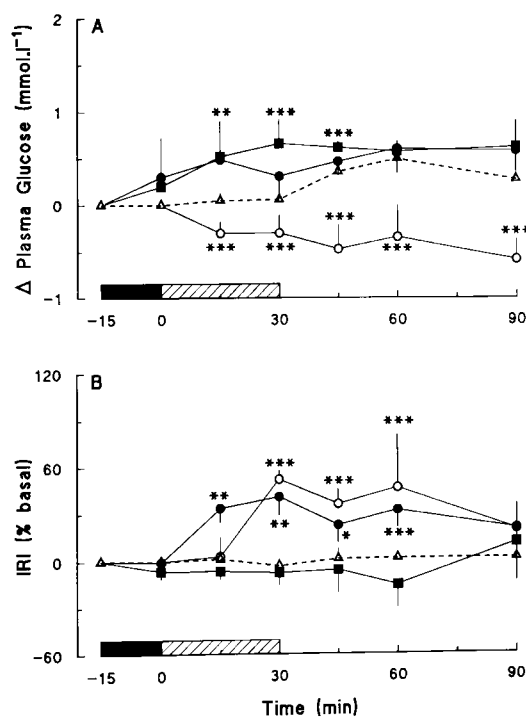 A
Δ Plasma Glucose (mmol.l⁻¹)
2
1
0
-1
** *** ***
***
*** *** *** ***
-15 0 30 60 90
B
IRI (% basal)
120
60
0
-60
***
*** ***
**
** ***
*
-15 0 30 60 90
Time (min)